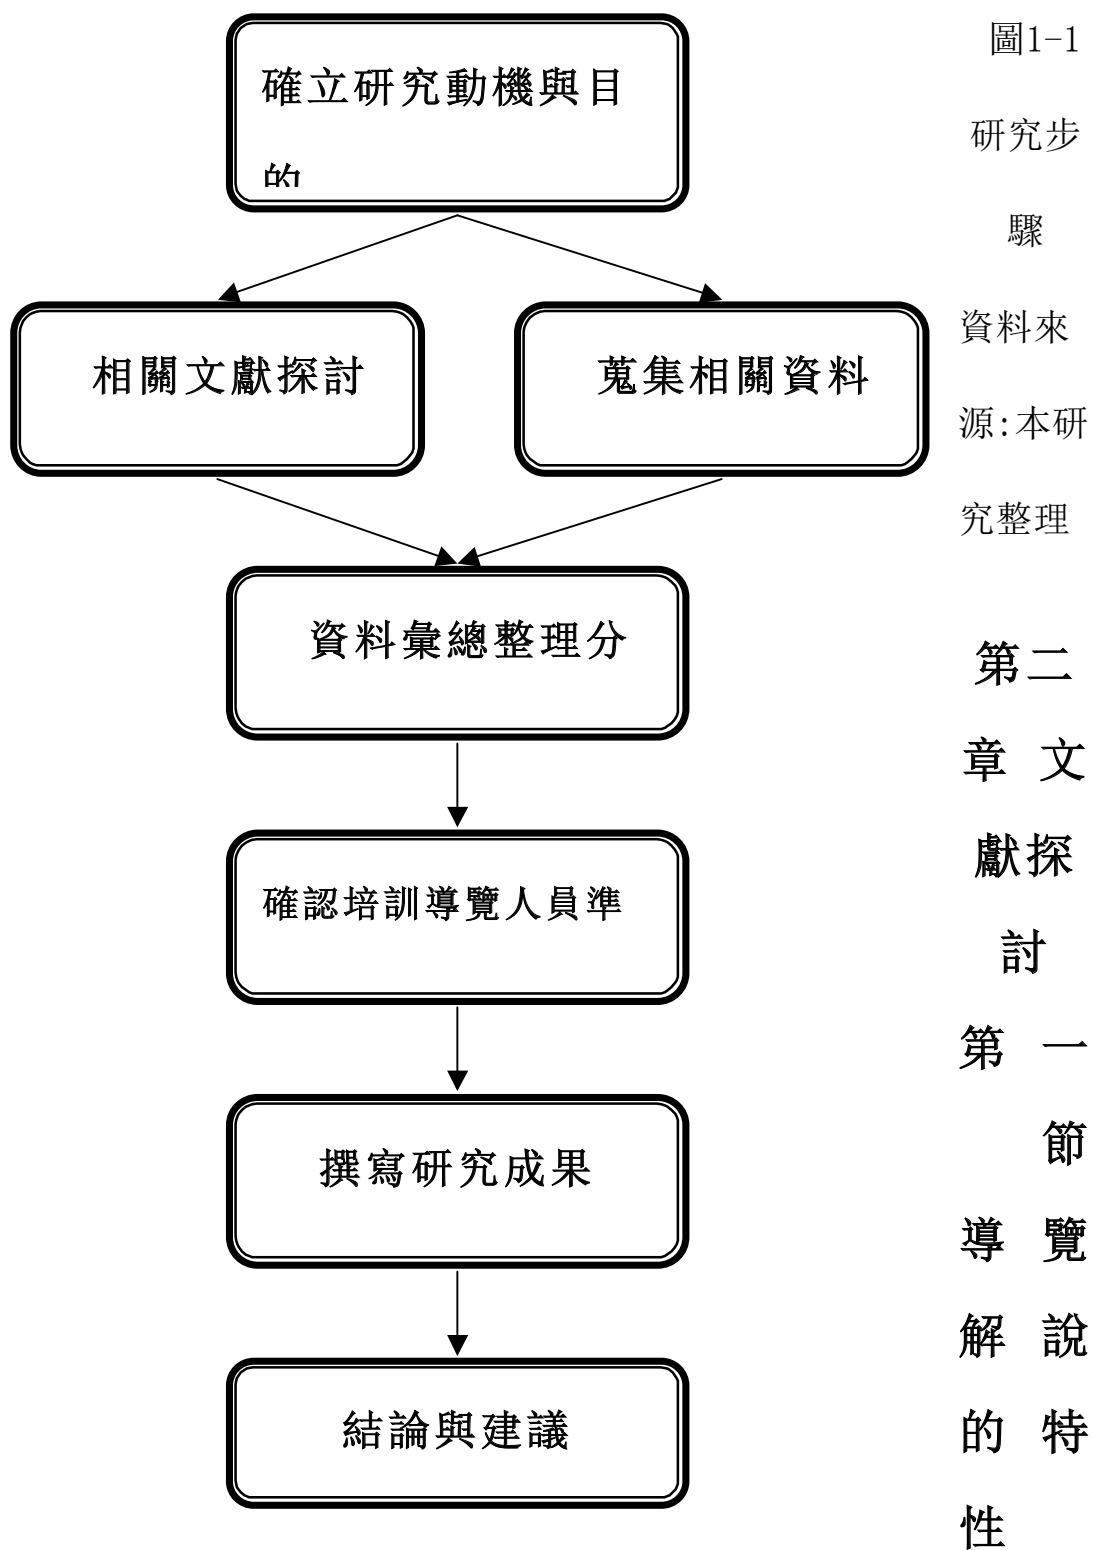 確立研究動機與目
的
相關文獻探討
蒐集相關資料
資料彙總整理分
確認培訓導覽人員準
撰寫研究成果
結論與建議
圖1-1
研究步
驟
資料來
源:本研
究整理
第二
章 文
獻探
討
第 一
節
導 覽
解 說
的 特
性